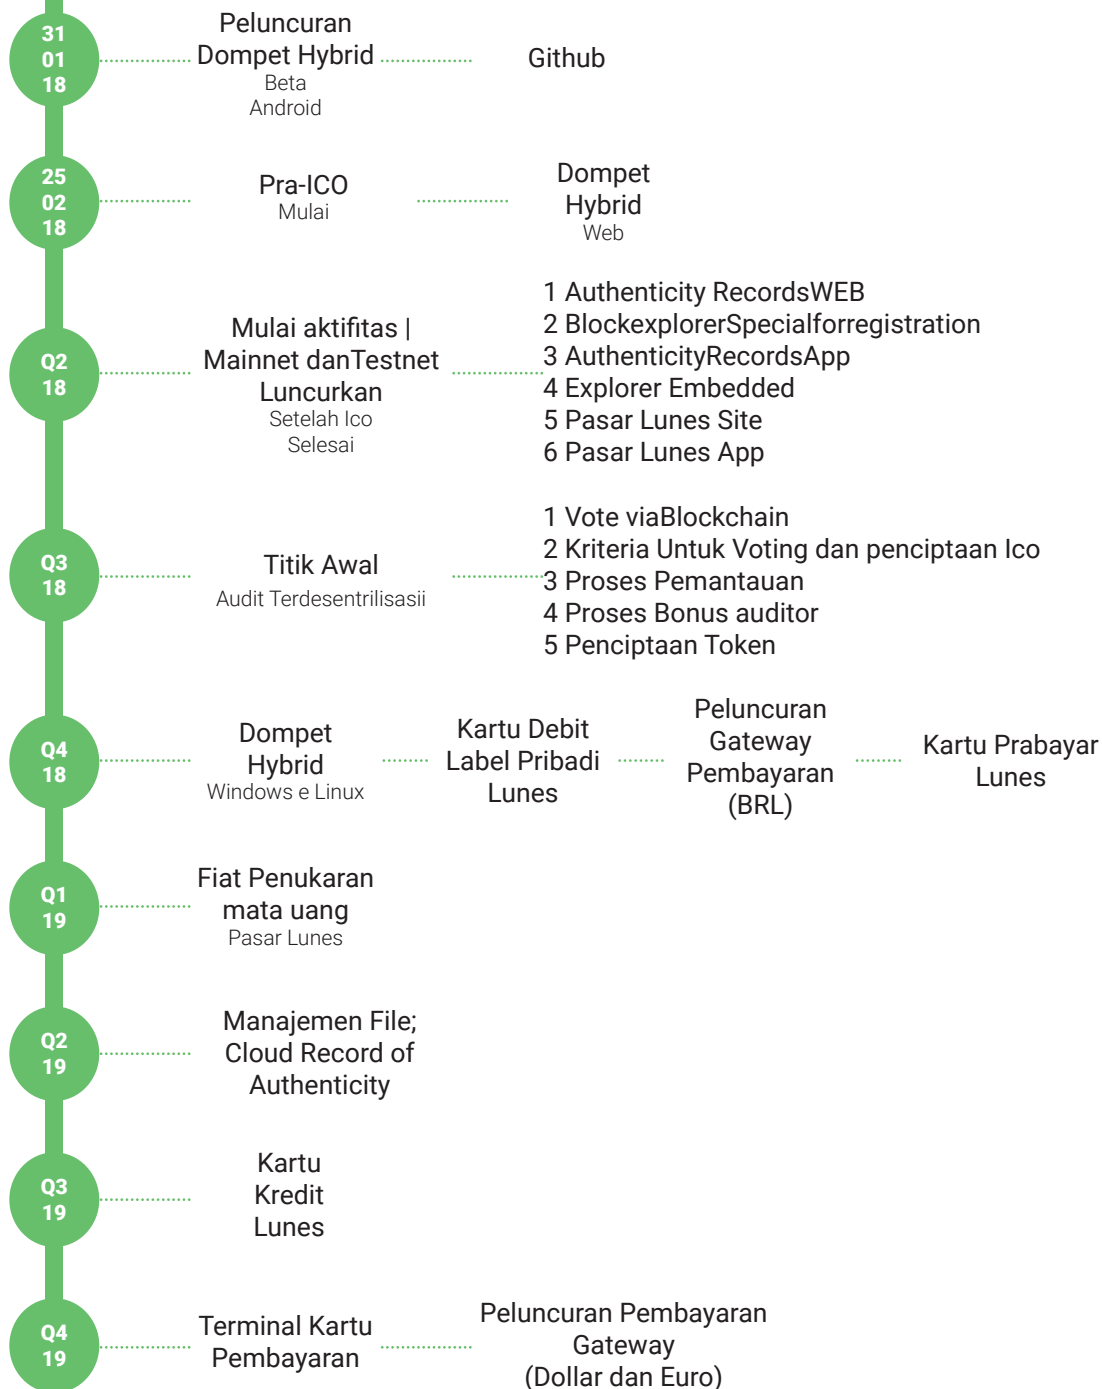 31
01
18
Peluncuran
Dompet Hybrid
Beta
Android
Github
25
02
18
Pra-ICO
Mulai
Dompet
Hybrid
Web
Q2
18
Mulai aktifitas |
Mainnet danTestnet
Luncurkan
Setelah Ico
Selesai
1 Authenticity RecordsWEB
2 BlockexplorerSpecialforregistration
3 AuthenticityRecordsApp
4 Explorer Embedded
5 Pasar Lunes Site
6 Pasar Lunes App
Q3
18
Titik Awal
Audit Terdesentrilisasii
1 Vote viaBlockchain
2 Kriteria Untuk Voting dan penciptaan Ico
3 Proses Pemantauan
4 Proses Bonus auditor
5 Penciptaan Token
Q4
18
Dompet
Hybrid
Windows e Linux
Kartu Debit
Label Pribadi
Lunes
Peluncuran
Gateway
Pembayaran
(BRL)
Kartu Prabayar
Lunes
Q1
19
Fiat Penukaran
mata uang
Pasar Lunes
Q2
19
Manajemen File;
Cloud Record of
Authenticity
Q3
19
Kartu
Kredit
Lunes
Q4
19
Terminal Kartu
Pembayaran
Peluncuran Pembayaran
Gateway
(Dollar dan Euro)